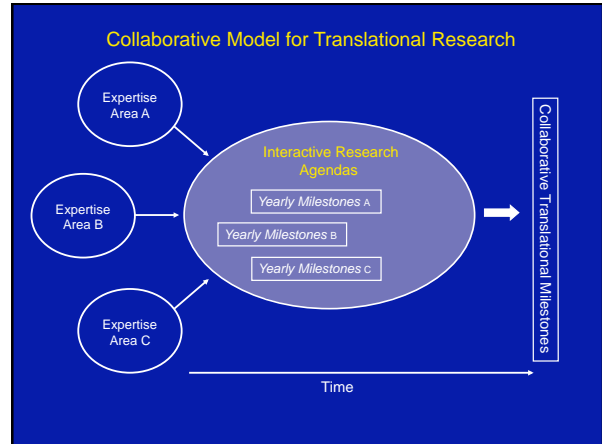 Collaborative Model for Translational Research
Expertise
Area A
Expertise
Area B
Expertise
Area C
Interactive Research
Agendas
Yearly Milestones A
Yearly Milestones B
Yearly Milestones C
Collaborative Translational Milestones
Time